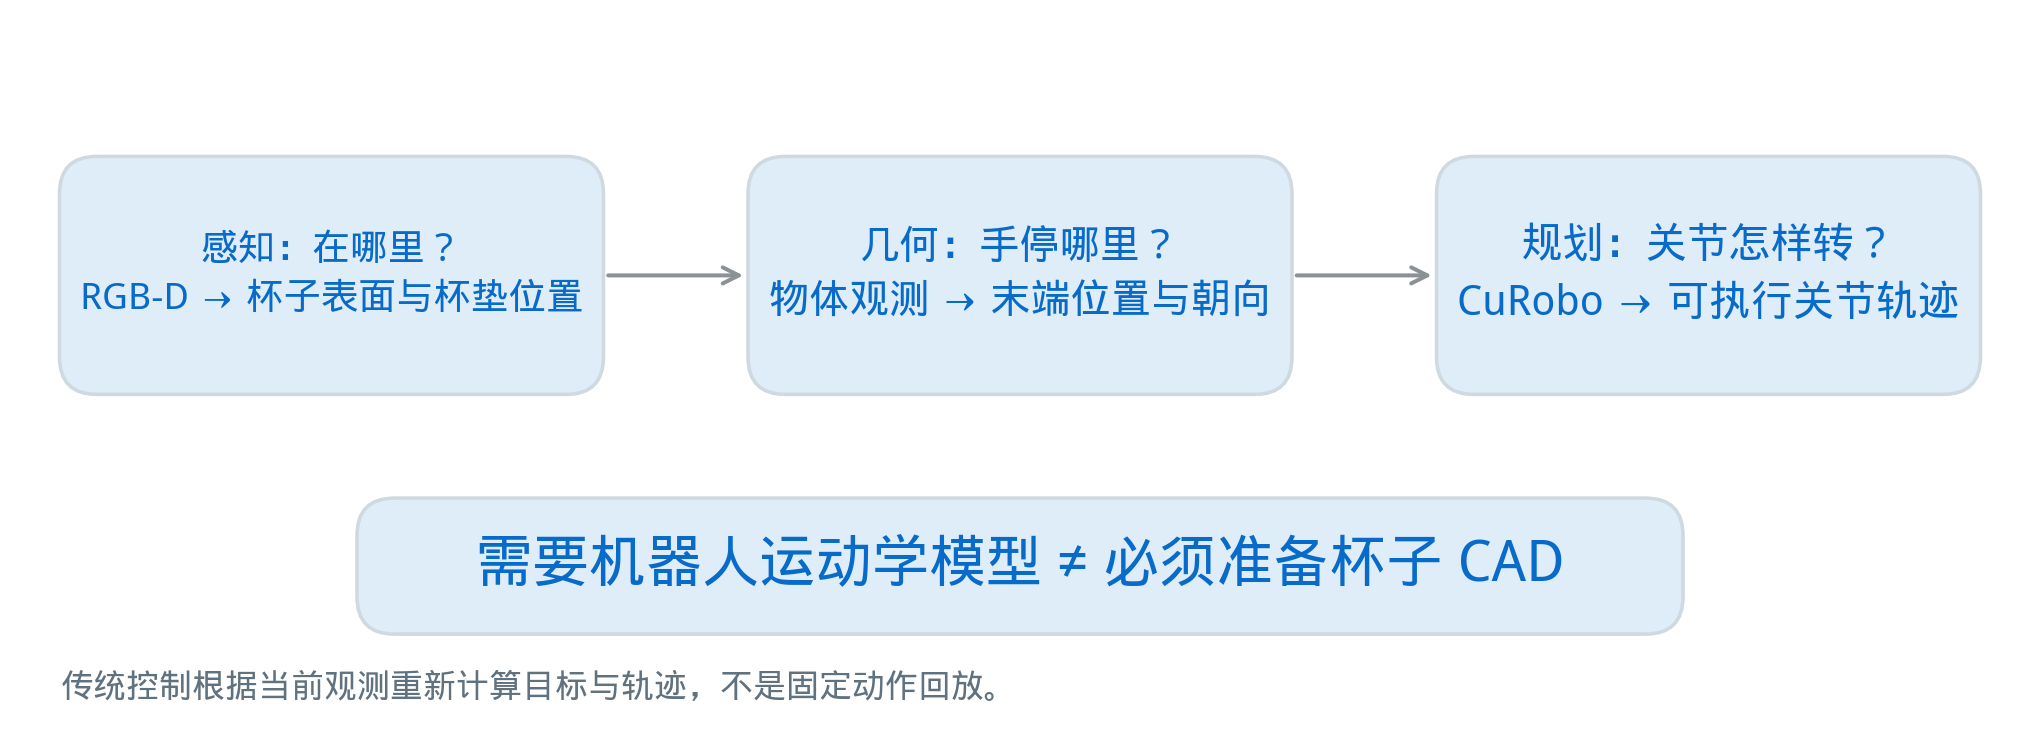 感知：在哪里？
RGB-D → 杯子表面与杯垫位置
几何：手停哪里？
物体观测 → 末端位置与朝向
规划：关节怎样转？
CuRobo → 可执行关节轨迹
需要机器人运动学模型 ≠ 必须准备杯子 CAD
传统控制根据当前观测重新计算目标与轨迹，不是固定动作回放。